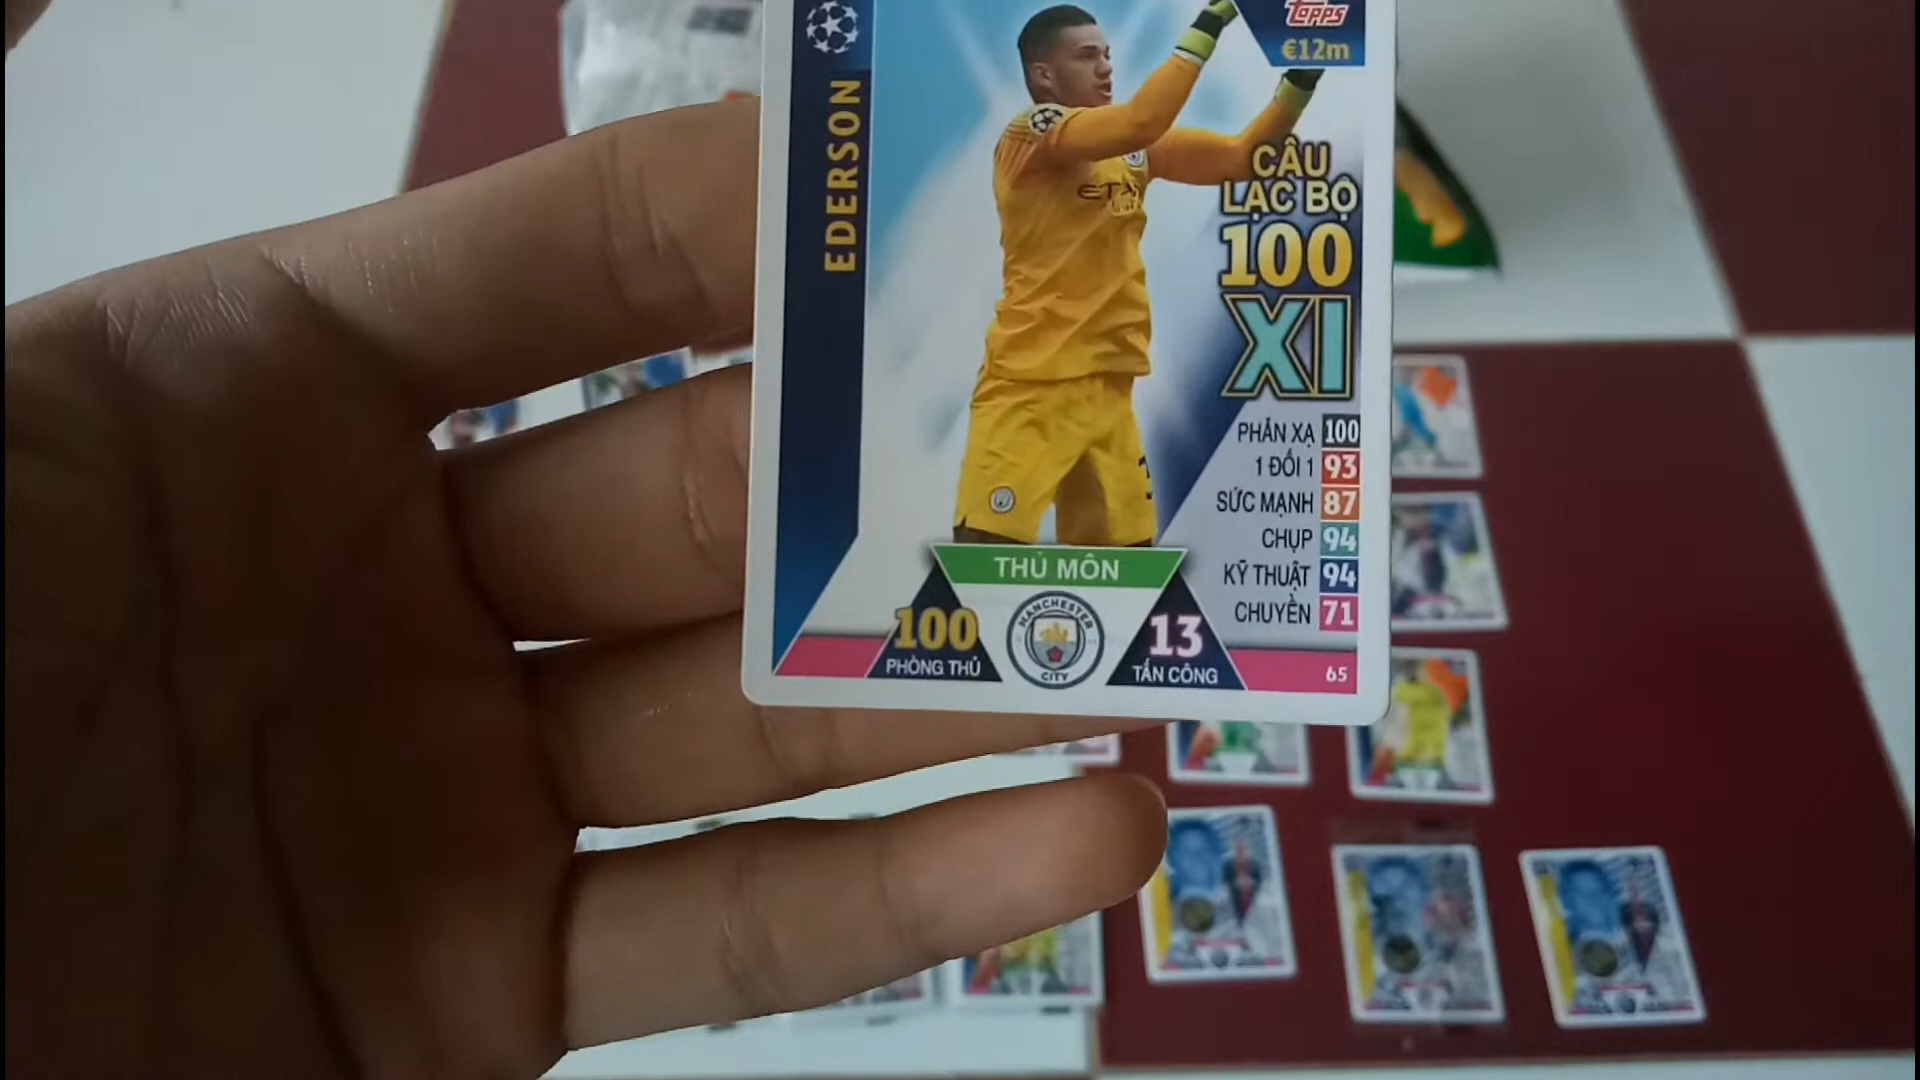 TOPPS
€12m
EDERSON
CÂU
LẠC BỘ
100
XI
PHẢN XẠ 100
1 ĐỐI 1 93
SỨC MẠNH 87
CHỤP 94
KỸ THUẬT 94
CHUYỀN 71
THỦ MÔN
100
PHÒNG THỦ
MANCHESTER
CITY
13
TẤN CÔNG
65